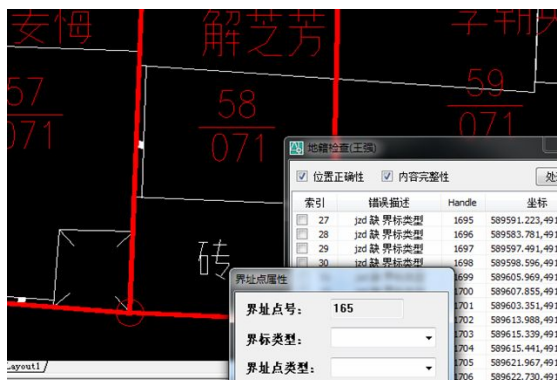 解芝芳
57
071
58
071
59
071
砖
地籍检查(王强)
位置正确性
内容完整性
索引 错误描述 Handle 坐标
27 jzd 缺 界标类型 1695 589591.223,491
28 jzd 缺 界标类型 1696 589583.781,491
29 jzd 缺 界标类型 1697 589597.491,491
30 jzd 缺 界标类型 1698 589598.596,491
1699 589605.969,491
1700 589607.855,491
1701 589603.351,491
1702 589613.988,491
1703 589615.339,491
1704 589615.441,491
1705 589621.967,491
1706 589622.730,491
界址点属性
界址点号: 165
界标类型:
界址点类型:
Layout1